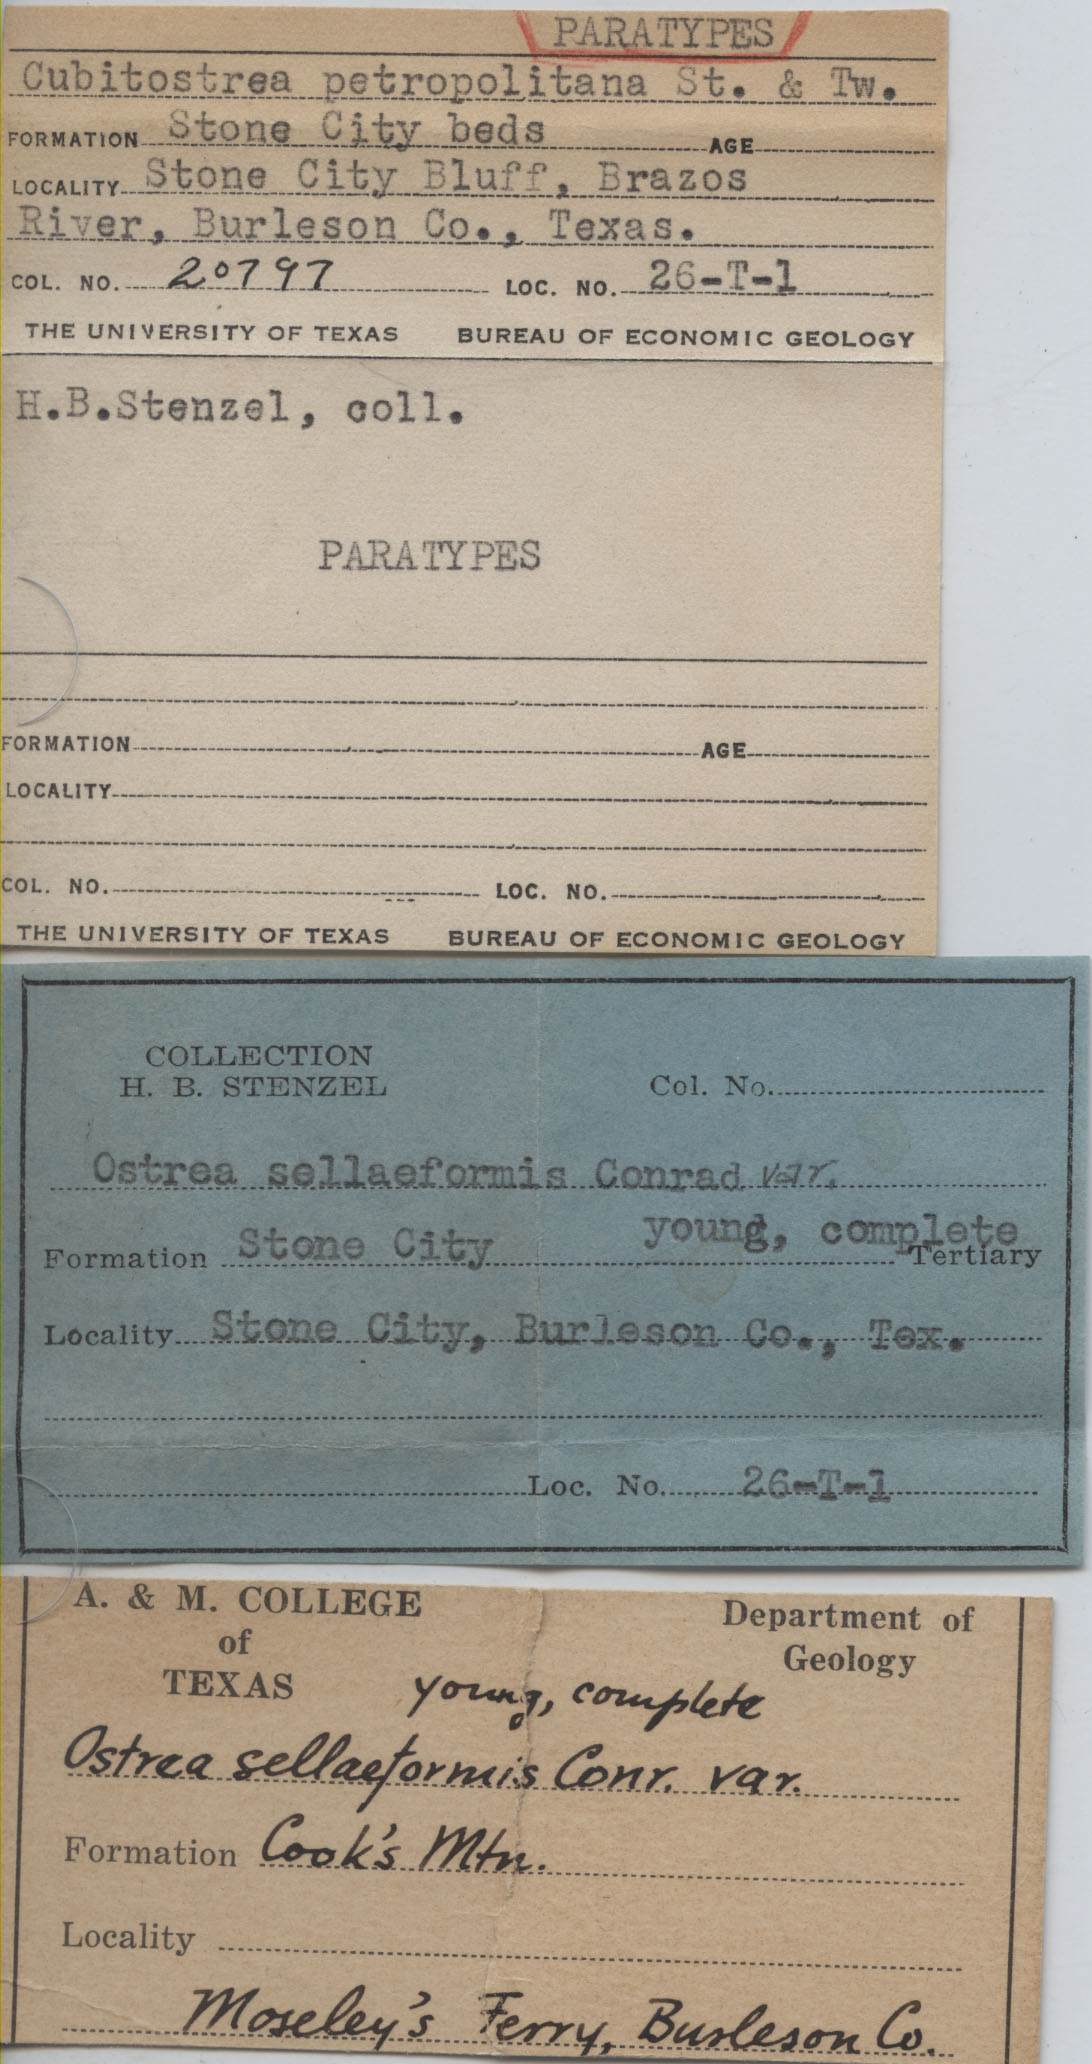 PARATYPES
Cubitostrea petropolitana St. & Tw.
FORMATION Stone City beds AGE
LOCALITY Stone City Bluff, Brazos
River, Burleson Co., Texas.
COL. NO. 20797 LOC. NO. 26-T-1
THE UNIVERSITY OF TEXAS BUREAU OF ECONOMIC GEOLOGY
H.B.Stenzel, coll.
PARATYPES
FORMATION AGE
LOCALITY
COL. NO. LOC. NO.
THE UNIVERSITY OF TEXAS BUREAU OF ECONOMIC GEOLOGY
COLLECTION
H. B. STENZEL Col. No.
Ostrea sellaeformis Conrad var.
young, complete
Formation Stone City Tertiary
Locality Stone City, Burleson Co., Tex.
Loc. No. 26-T-1
A. & M. COLLEGE Department of
of Geology
TEXAS young, complete
Ostrea sellaeformis Conr. var.
Formation Cook's Mtn.
Locality
Moseley's Ferry, Burleson Co.